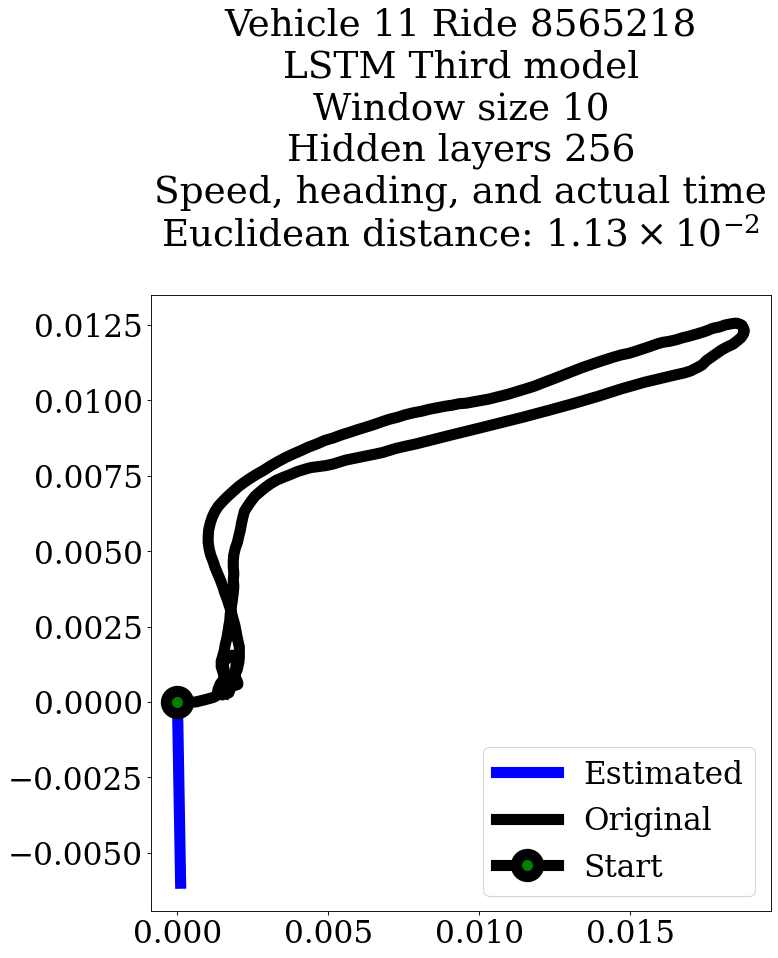 Vehicle 11 Ride 8565218
LSTM Third model
Window size 10
Hidden layers 256
Speed, heading, and actual time
Euclidean distance: 1.13 × 10⁻²
0.0125
0.0100
0.0075
0.0050
0.0025
0.0000
−0.0025
−0.0050
Estimated
Original
Start
0.000 0.005 0.010 0.015